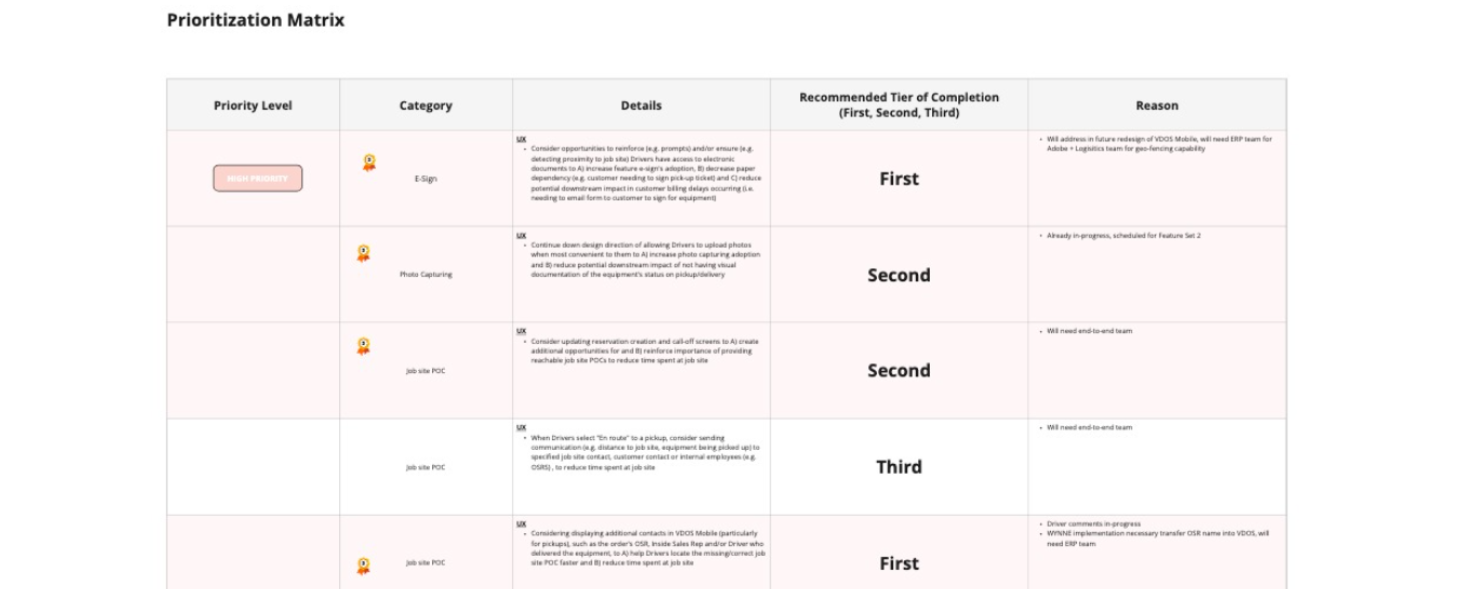 Prioritization Matrix
Priority Level
Category
Details
Recommended Tier of Completion
(First, Second, Third)
Reason
HIGH PRIORITY
E-Sign
UX
• Consider opportunities to reinforce (e.g. prompts) and/or ensure (e.g.
detecting proximity to job site) Drivers have access to electronic
documents to A) increase feature e-sign's adoption, B) decrease paper
dependency (e.g. customer needing to sign pick-up ticket) and C) reduce
potential downstream impact in customer billing delays occurring (i.e.
needing to email form to customer to sign for equipment)
First
• Will address in future redesign of VDOS Mobile, will need ERP team for
Adobe + Logisitics team for geo-fencing capability
Photo Capturing
UX
• Continue down design direction of allowing Drivers to upload photos
when most convenient to them to A) increase photo capturing adoption
and B) reduce potential downstream impact of not having visual
documentation of the equipment's status on pickup/delivery
Second
• Already in-progress, scheduled for Feature Set 2
Job site POC
UX
• Consider updating reservation creation and call-off screens to A) create
additional opportunities for and B) reinforce importance of providing
reachable job site POCs to reduce time spent at job site
Second
• Will need end-to-end team
Job site POC
UX
• When Drivers select "En route" to a pickup, consider sending
communication (e.g. distance to job site, equipment being picked up) to
specified job site contact, customer contact or internal employees (e.g.
OSRS) , to reduce time spent at job site
Third
• Will need end-to-end team
Job site POC
UX
• Considering displaying additional contacts in VDOS Mobile (particularly
for pickups), such as the order's OSR, Inside Sales Rep and/or Driver who
delivered the equipment, to A) help Drivers locate the missing/correct job
site POC faster and B) reduce time spent at job site
First
• Driver comments in-progress
• WYNNE implementation necessary transfer OSR name into VDOS, will
need ERP team